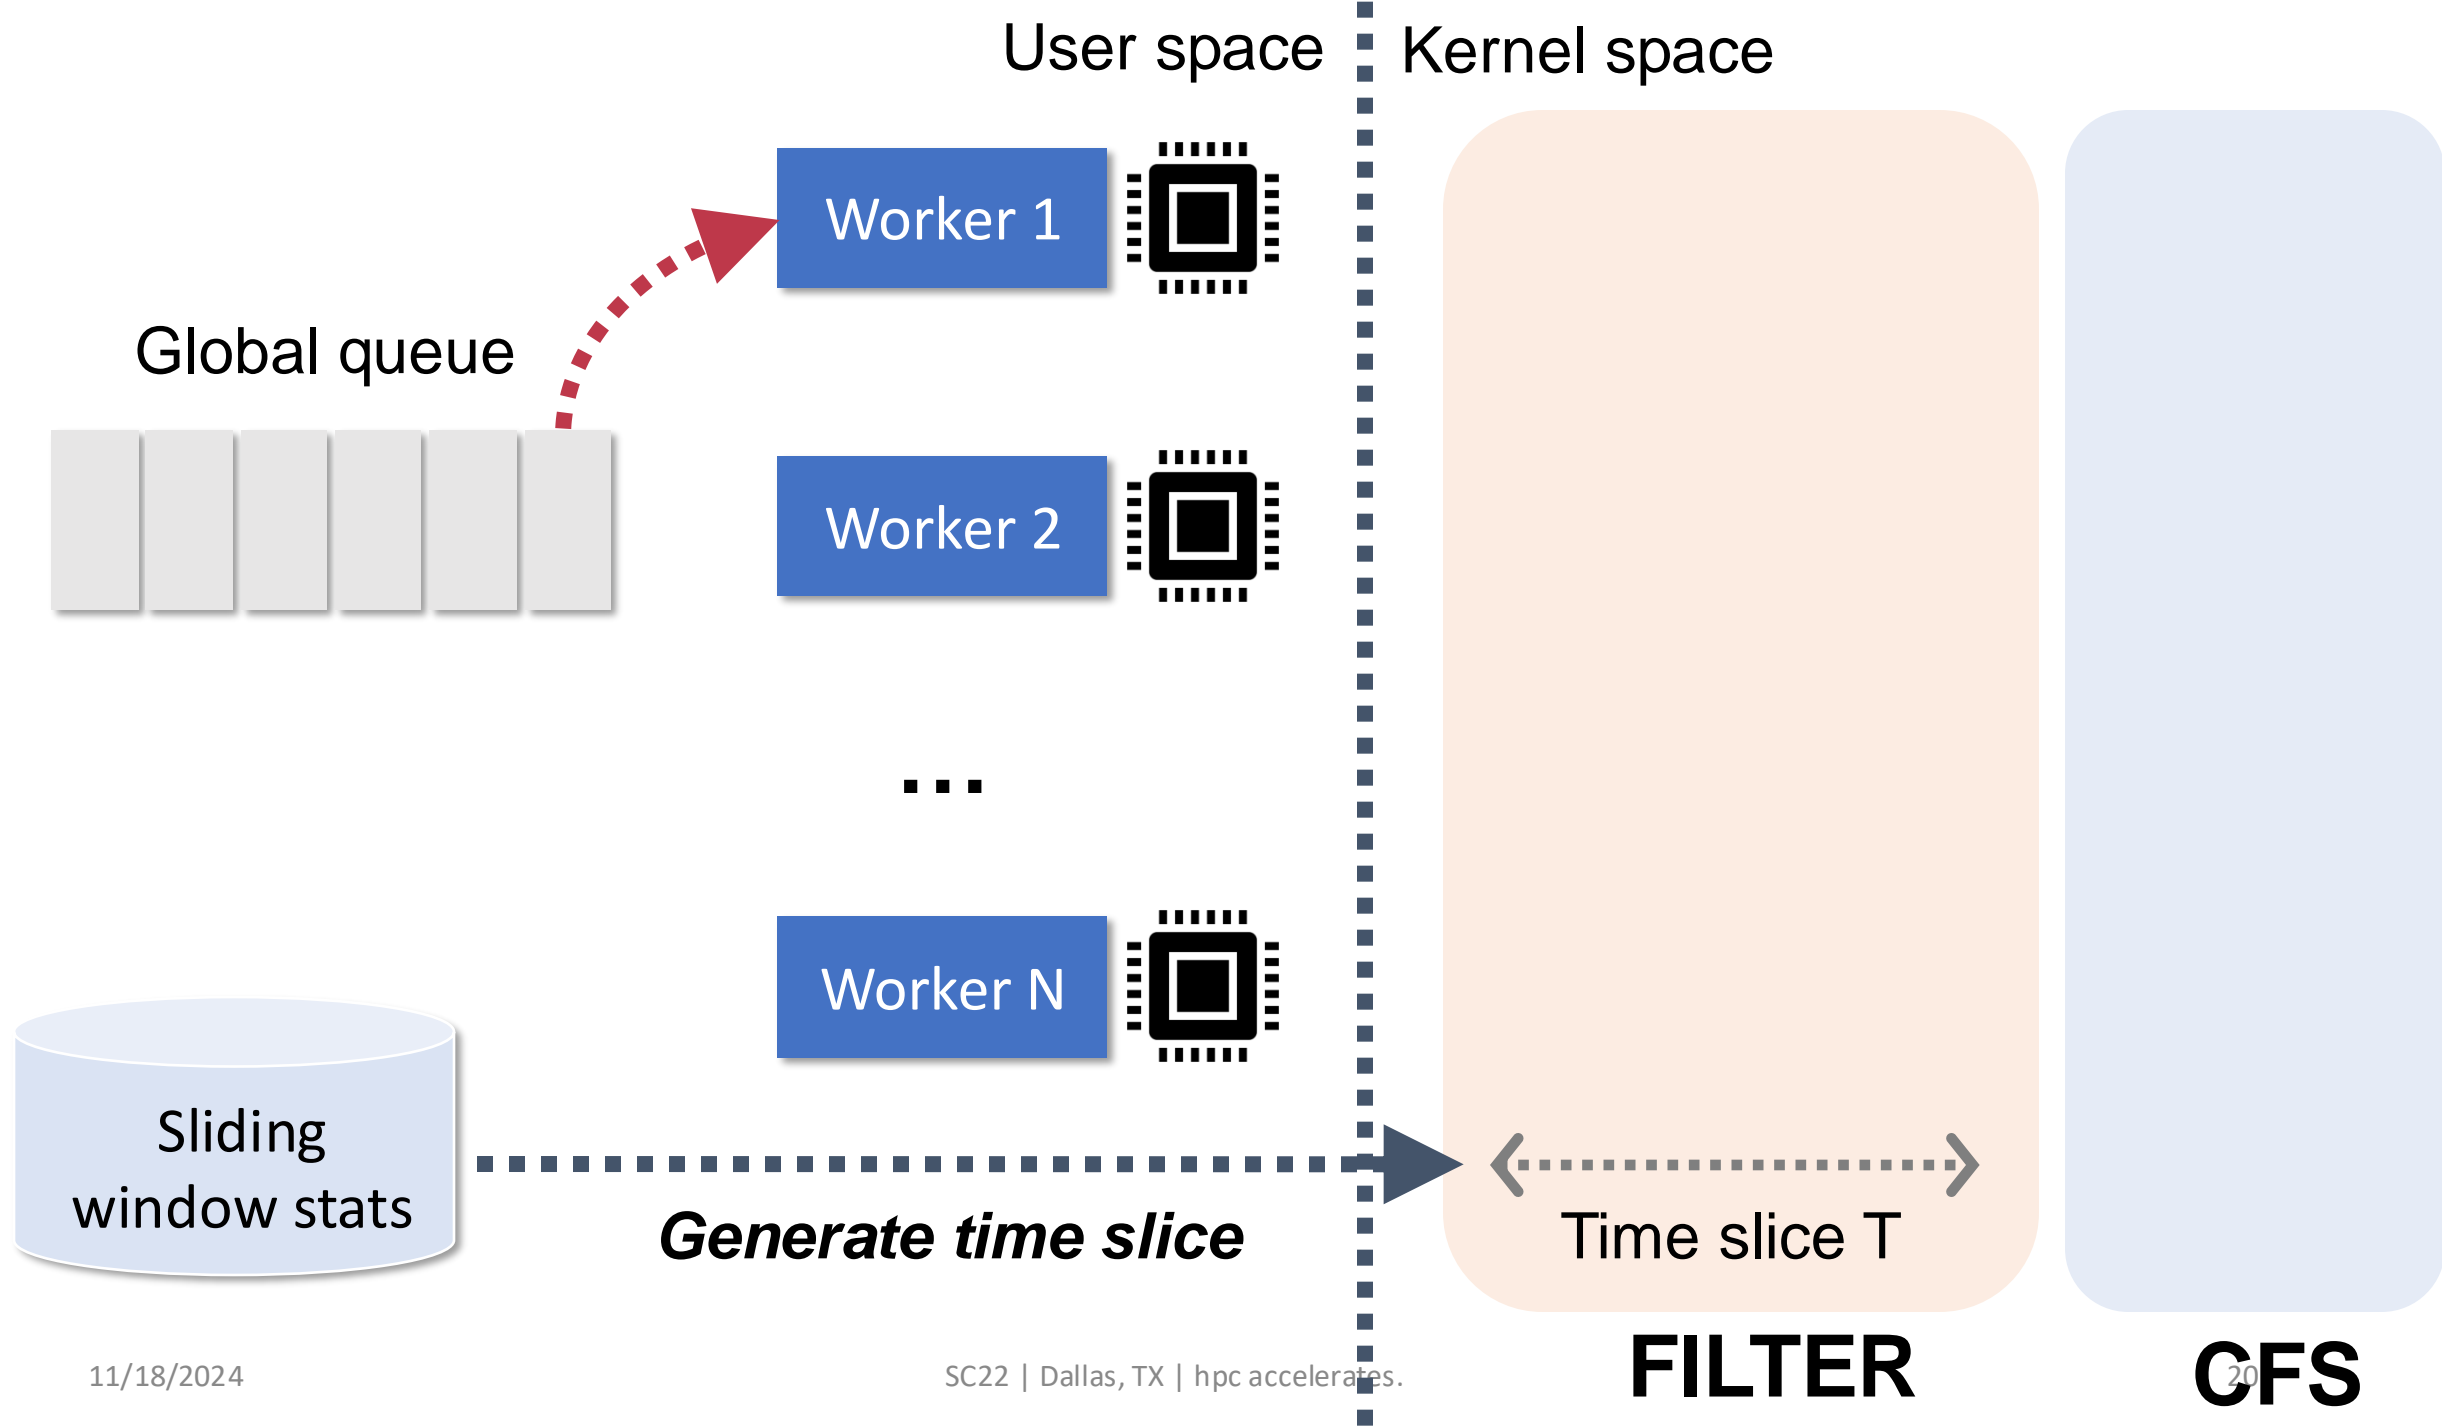 User space
Kernel space
Worker 1
Global queue
Worker 2
...
Worker N
Sliding
window stats
Generate time slice
Time slice T
FILTER
CFS
11/18/2024
SC22 | Dallas, TX | hpc accelerates.
20